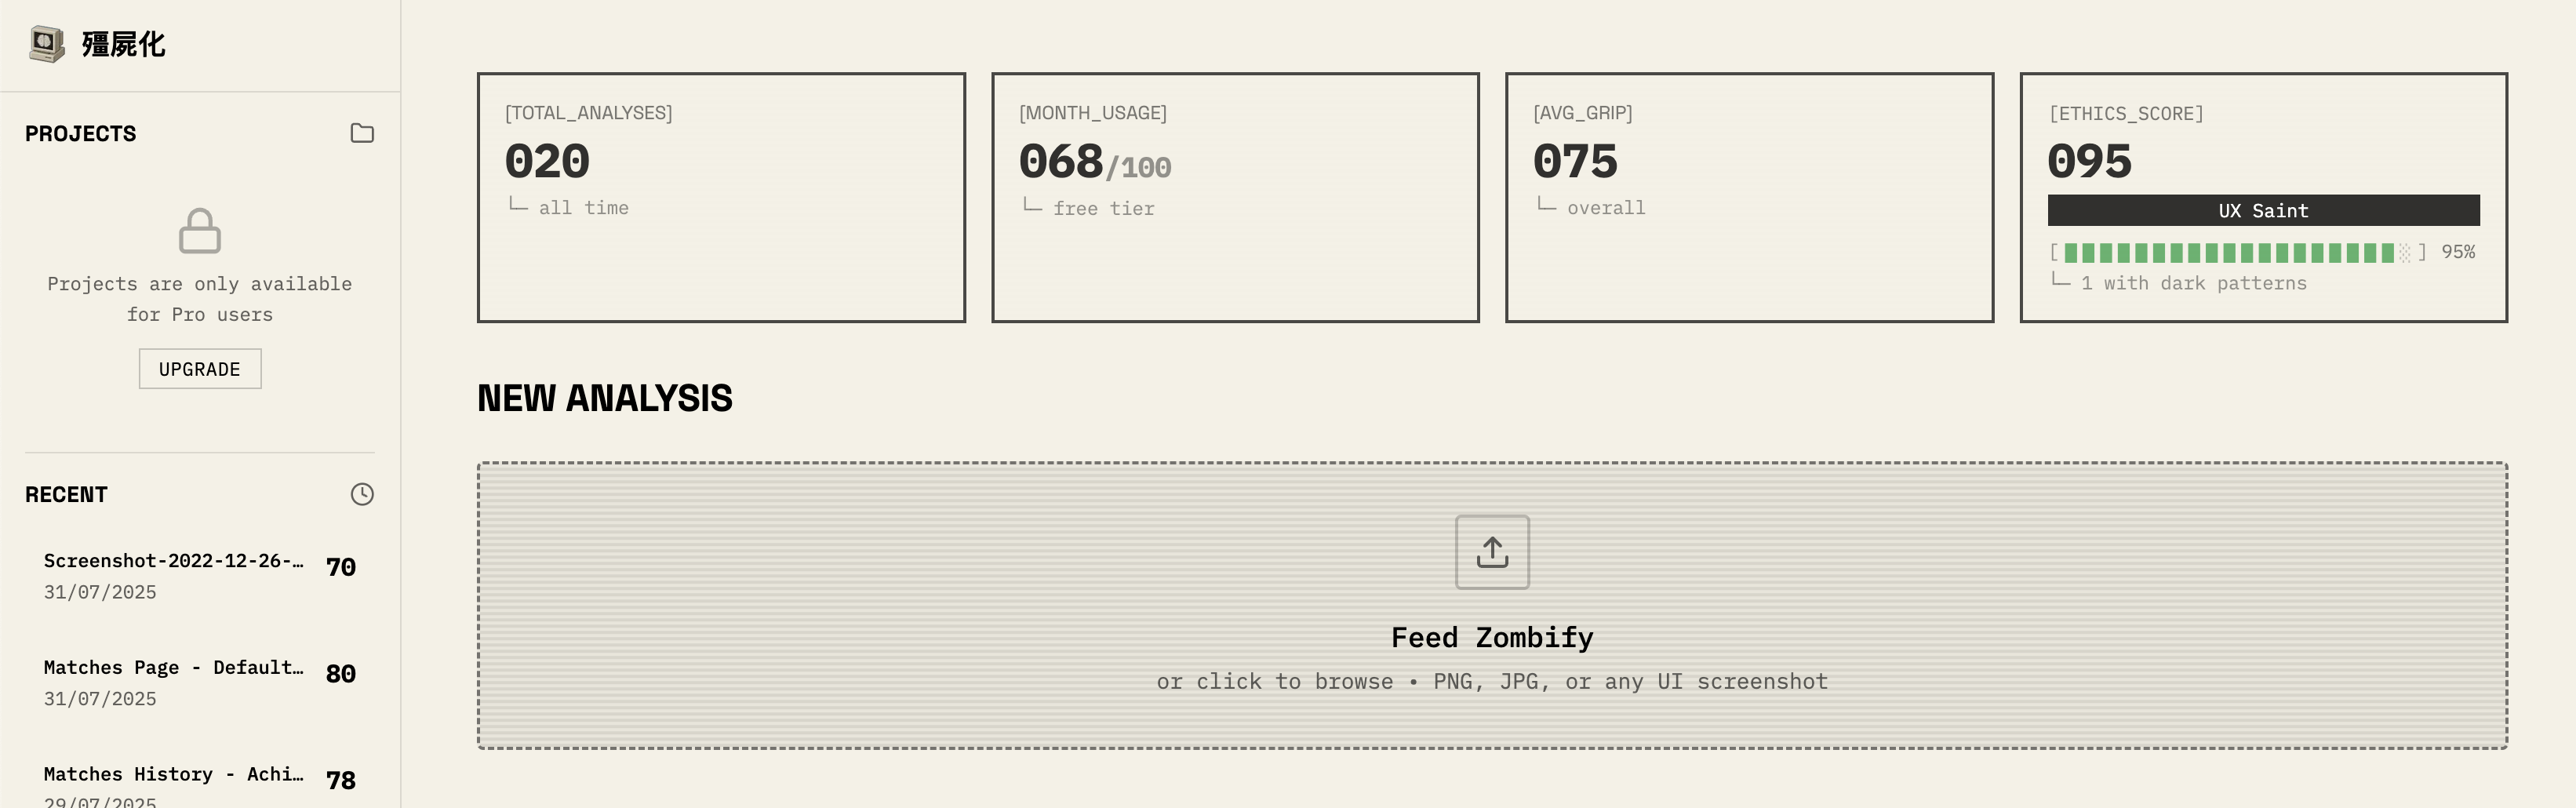 殭屍化
PROJECTS
Projects are only available
for Pro users
UPGRADE
RECENT
Screenshot-2022-12-26-… 70
31/07/2025
Matches Page - Default… 80
31/07/2025
Matches History - Achi… 78
29/07/2025
[TOTAL_ANALYSES]
020
└─ all time
[MONTH_USAGE]
068/100
└─ free tier
[AVG_GRIP]
075
└─ overall
[ETHICS_SCORE]
095
UX Saint
[███████████████████░] 95%
└─ 1 with dark patterns
NEW ANALYSIS
Feed Zombify
or click to browse • PNG, JPG, or any UI screenshot